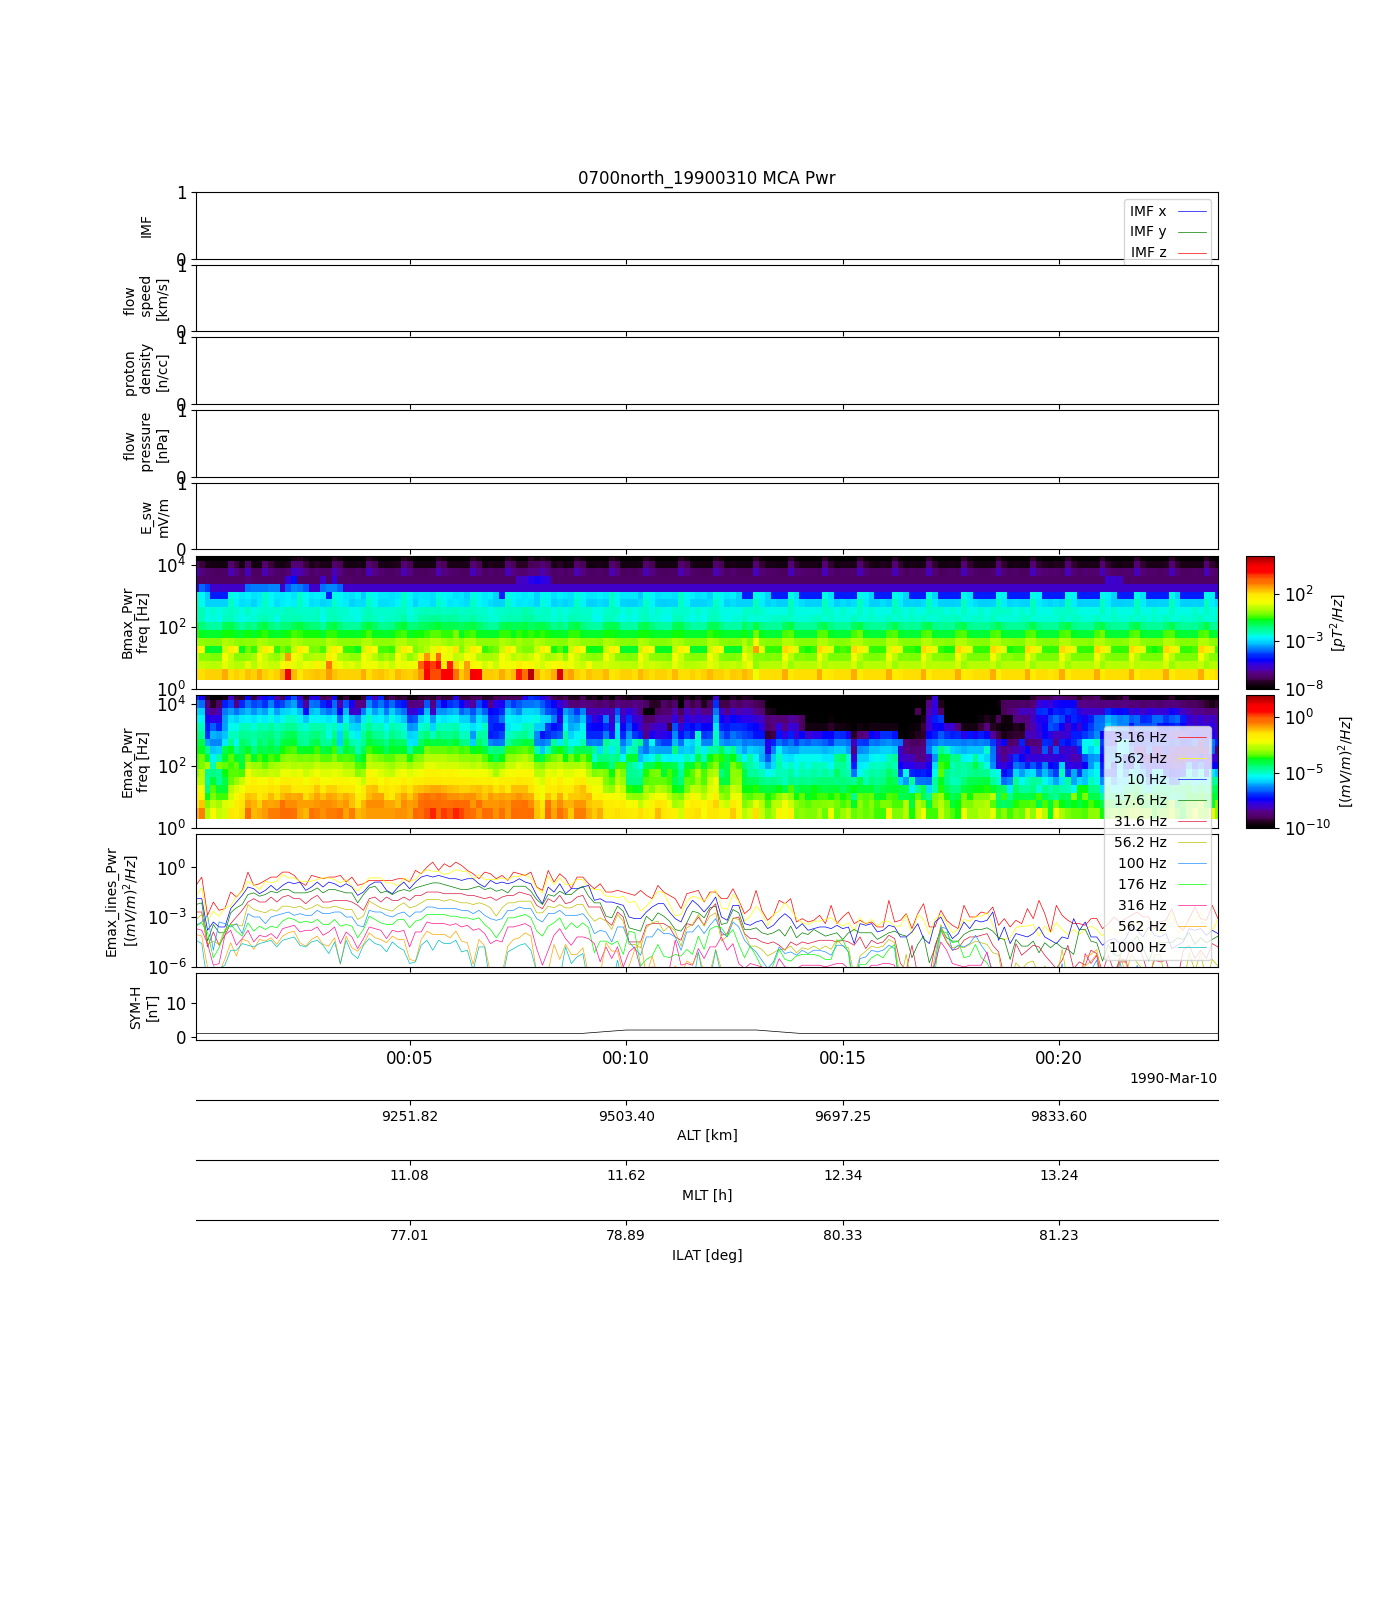 0700north_19900310 MCA Pwr
1
IMF
0
IMF x
IMF y
IMF z
1
flow
speed
[km/s]
0
1
proton
density
[n/cc]
0
1
flow
pressure
[nPa]
0
1
E_sw
mV/m
0
10^4
10^2
10^0
Bmax_Pwr
freq [Hz]
10^2
10^-3
10^-8
[pT^2/Hz]
10^4
10^2
10^0
Emax_Pwr
freq [Hz]
10^0
10^-5
10^-10
[(mV/m)^2/Hz]
3.16 Hz
5.62 Hz
10 Hz
17.6 Hz
31.6 Hz
56.2 Hz
100 Hz
176 Hz
316 Hz
562 Hz
1000 Hz
10^0
10^-3
10^-6
Emax_lines_Pwr
[(mV/m)^2/Hz]
SYM-H
[nT]
10
0
00:05 00:10 00:15 00:20
1990-Mar-10
9251.82 9503.40 9697.25 9833.60
ALT [km]
11.08 11.62 12.34 13.24
MLT [h]
77.01 78.89 80.33 81.23
ILAT [deg]